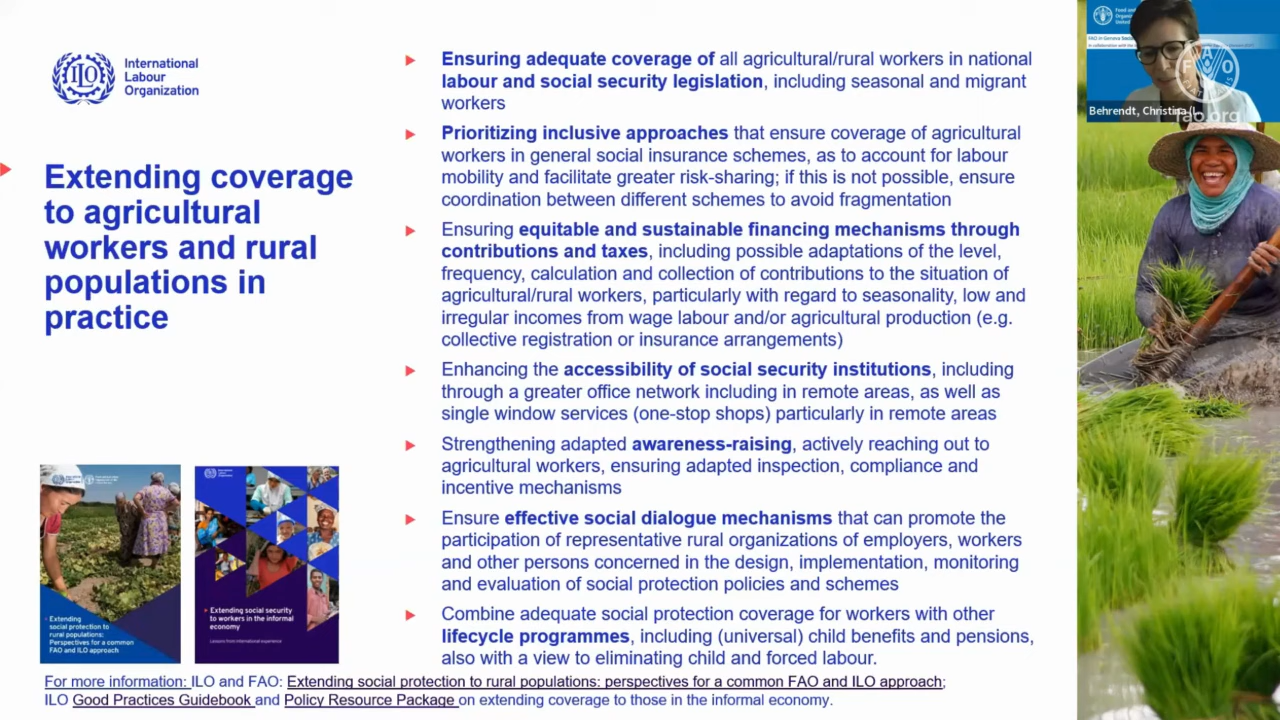 International
Labour
Organization
Extending coverage
to agricultural
workers and rural
populations in
practice
Ensuring adequate coverage of all agricultural/rural workers in national
labour and social security legislation, including seasonal and migrant
workers
Prioritizing inclusive approaches that ensure coverage of agricultural
workers in general social insurance schemes, as to account for labour
mobility and facilitate greater risk-sharing; if this is not possible, ensure
coordination between different schemes to avoid fragmentation
Ensuring equitable and sustainable financing mechanisms through
contributions and taxes, including possible adaptations of the level,
frequency, calculation and collection of contributions to the situation of
agricultural/rural workers, particularly with regard to seasonality, low and
irregular incomes from wage labour and/or agricultural production (e.g.
collective registration or insurance arrangements)
Enhancing the accessibility of social security institutions, including
through a greater office network including in remote areas, as well as
single window services (one-stop shops) particularly in remote areas
Strengthening adapted awareness-raising, actively reaching out to
agricultural workers, ensuring adapted inspection, compliance and
incentive mechanisms
Ensure effective social dialogue mechanisms that can promote the
participation of representative rural organizations of employers, workers
and other persons concerned in the design, implementation, monitoring
and evaluation of social protection policies and schemes
Combine adequate social protection coverage for workers with other
lifecycle programmes, including (universal) child benefits and pensions,
also with a view to eliminating child and forced labour.
Extending
social protection to
rural populations:
Perspectives for a common
FAO and ILO approach
Extending social security
to workers in the informal
economy
Lessons from international experience
For more information: ILO and FAO: Extending social protection to rural populations: perspectives for a common FAO and ILO approach;
ILO Good Practices Guidebook and Policy Resource Package on extending coverage to those in the informal economy.
Behrendt, Christina (I...
fao.org